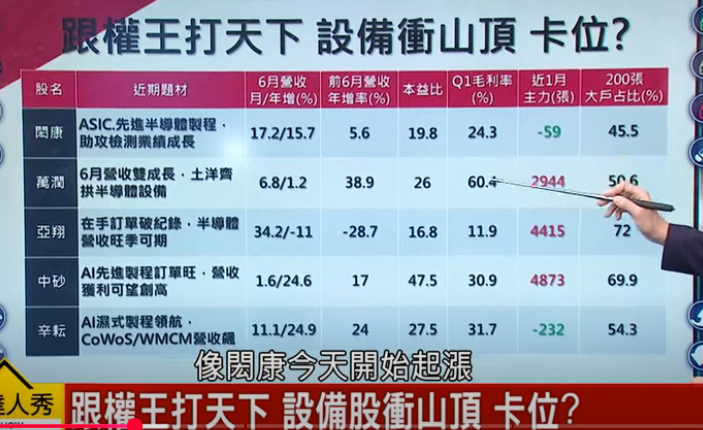 跟權王打天下 設備衝山頂 卡位?
股名 近期題材 6月營收月/年增(%) 前6月營收年增率(%) 本益比 Q1毛利率(%) 近1月主力(張) 200張大戶占比(%)
閎康 ASIC.先進半導體製程,助攻檢測業績成長 17.2/15.7 5.6 19.8 24.3 -59 45.5
萬潤 6月營收雙成長,土洋齊拱半導體設備 6.8/1.2 38.9 26 60.4 2944 50.6
亞翔 在手訂單破紀錄,半導體營收旺季可期 34.2/-11 -28.7 16.8 11.9 4415 72
中砂 AI先進製程訂單旺,營收獲利可望創高 1.6/24.6 17 47.5 30.9 4873 69.9
辛耘 AI濕式製程領航,CoWoS/WMCM營收飆 11.1/24.9 24 27.5 31.7 -232 54.3
像閎康今天開始起漲
達人秀
跟權王打天下 設備股衝山頂 卡位?